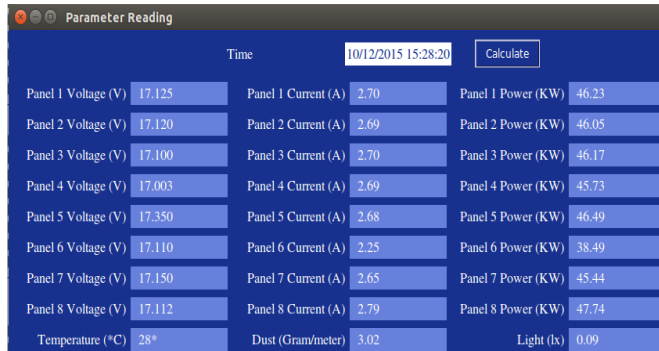 Parameter Reading
Time 10/12/2015 15:28:20 Calculate
Panel 1 Voltage (V) 17.125 Panel 1 Current (A) 2.70 Panel 1 Power (KW) 46.23
Panel 2 Voltage (V) 17.120 Panel 2 Current (A) 2.69 Panel 2 Power (KW) 46.05
Panel 3 Voltage (V) 17.100 Panel 3 Current (A) 2.70 Panel 3 Power (KW) 46.17
Panel 4 Voltage (V) 17.003 Panel 4 Current (A) 2.69 Panel 4 Power (KW) 45.73
Panel 5 Voltage (V) 17.350 Panel 5 Current (A) 2.68 Panel 5 Power (KW) 46.49
Panel 6 Voltage (V) 17.110 Panel 6 Current (A) 2.25 Panel 6 Power (KW) 38.49
Panel 7 Voltage (V) 17.150 Panel 7 Current (A) 2.65 Panel 7 Power (KW) 45.44
Panel 8 Voltage (V) 17.112 Panel 8 Current (A) 2.79 Panel 8 Power (KW) 47.74
Temperature (*C) 28* Dust (Gram/meter) 3.02 Light (lx) 0.09